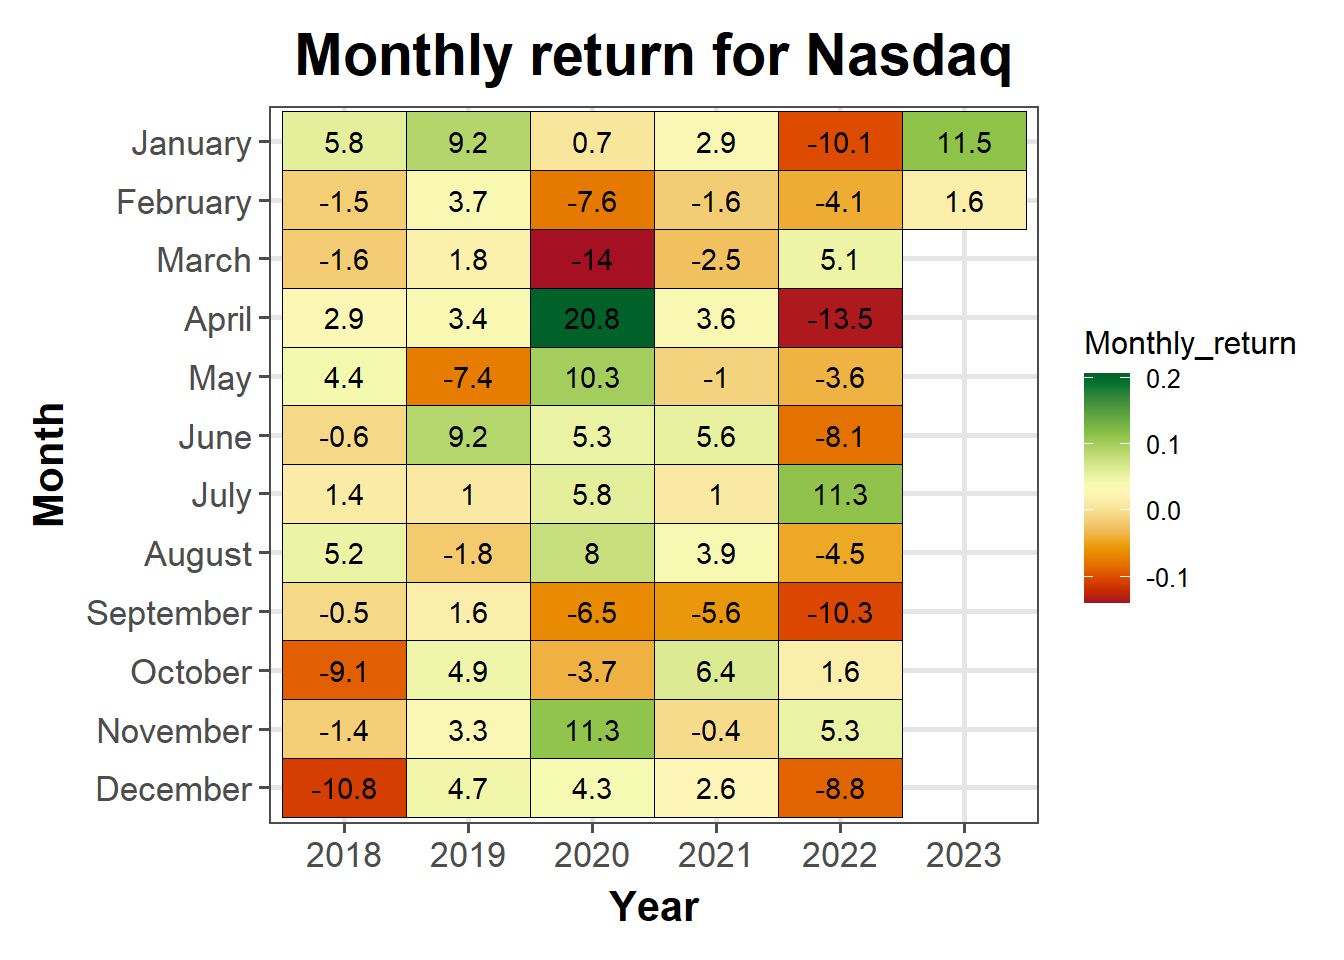 Monthly return for Nasdaq
January 5.8 9.2 0.7 2.9 -10.1 11.5
February -1.5 3.7 -7.6 -1.6 -4.1 1.6
March -1.6 1.8 -14 -2.5 5.1
April 2.9 3.4 20.8 3.6 -13.5
May 4.4 -7.4 10.3 -1 -3.6
June -0.6 9.2 5.3 5.6 -8.1
July 1.4 1 5.8 1 11.3
August 5.2 -1.8 8 3.9 -4.5
September -0.5 1.6 -6.5 -5.6 -10.3
October -9.1 4.9 -3.7 6.4 1.6
November -1.4 3.3 11.3 -0.4 5.3
December -10.8 4.7 4.3 2.6 -8.8
2018 2019 2020 2021 2022 2023
Year
Month
Monthly_return
0.2
0.1
0.0
-0.1